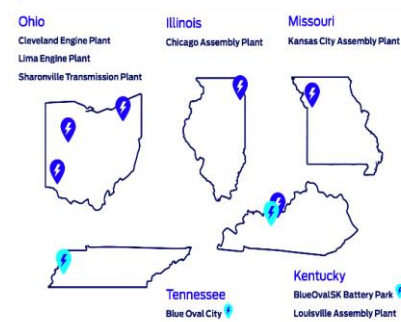 Ohio
Cleveland Engine Plant
Lima Engine Plant
Sharonville Transmission Plant
Illinois
Chicago Assembly Plant
Missouri
Kansas City Assembly Plant
Tennessee
Blue Oval City
Kentucky
BlueOvalSK Battery Park
Louisville Assembly Plant